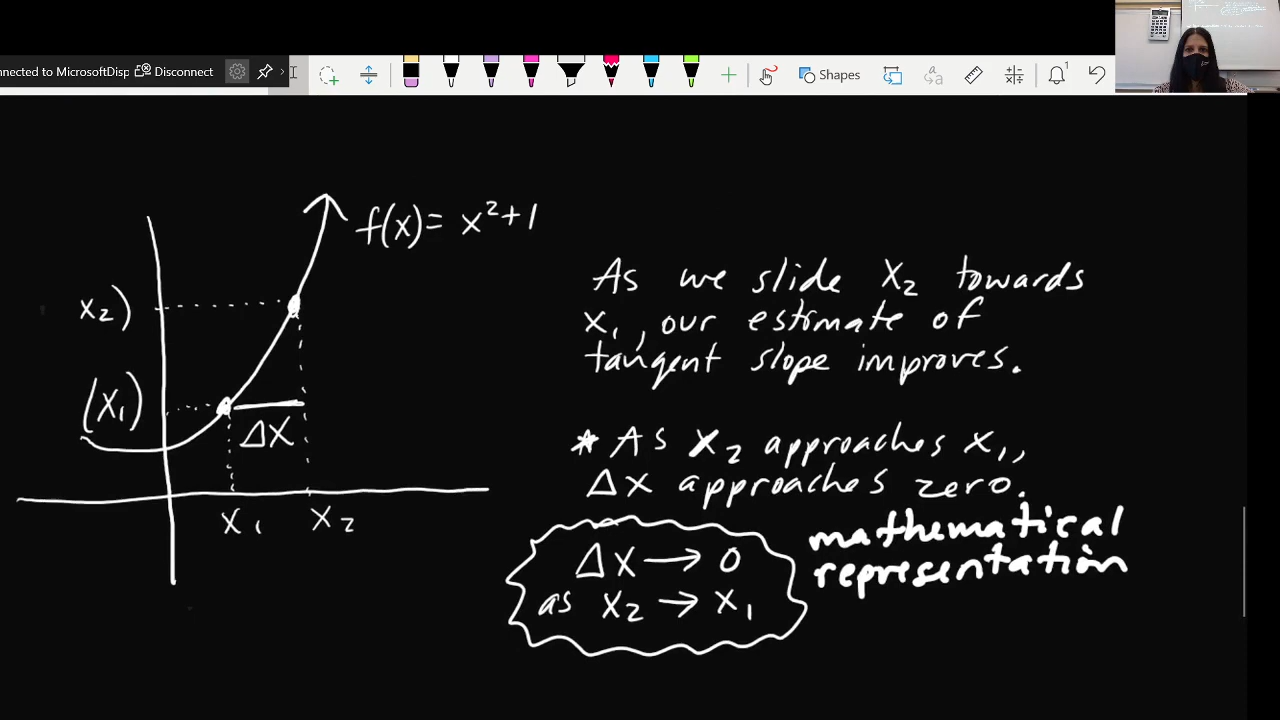 nnected to MicrosoftDisp Disconnect
Shapes
f(x)= x²+1
x₂)
(x₁)
Δx
x₁ x₂
As we slide x₂ towards
x₁, our estimate of
tangent slope improves.
* As x₂ approaches x₁,
Δx approaches zero.
mathematical
representation
Δx → 0
as x₂ → x₁